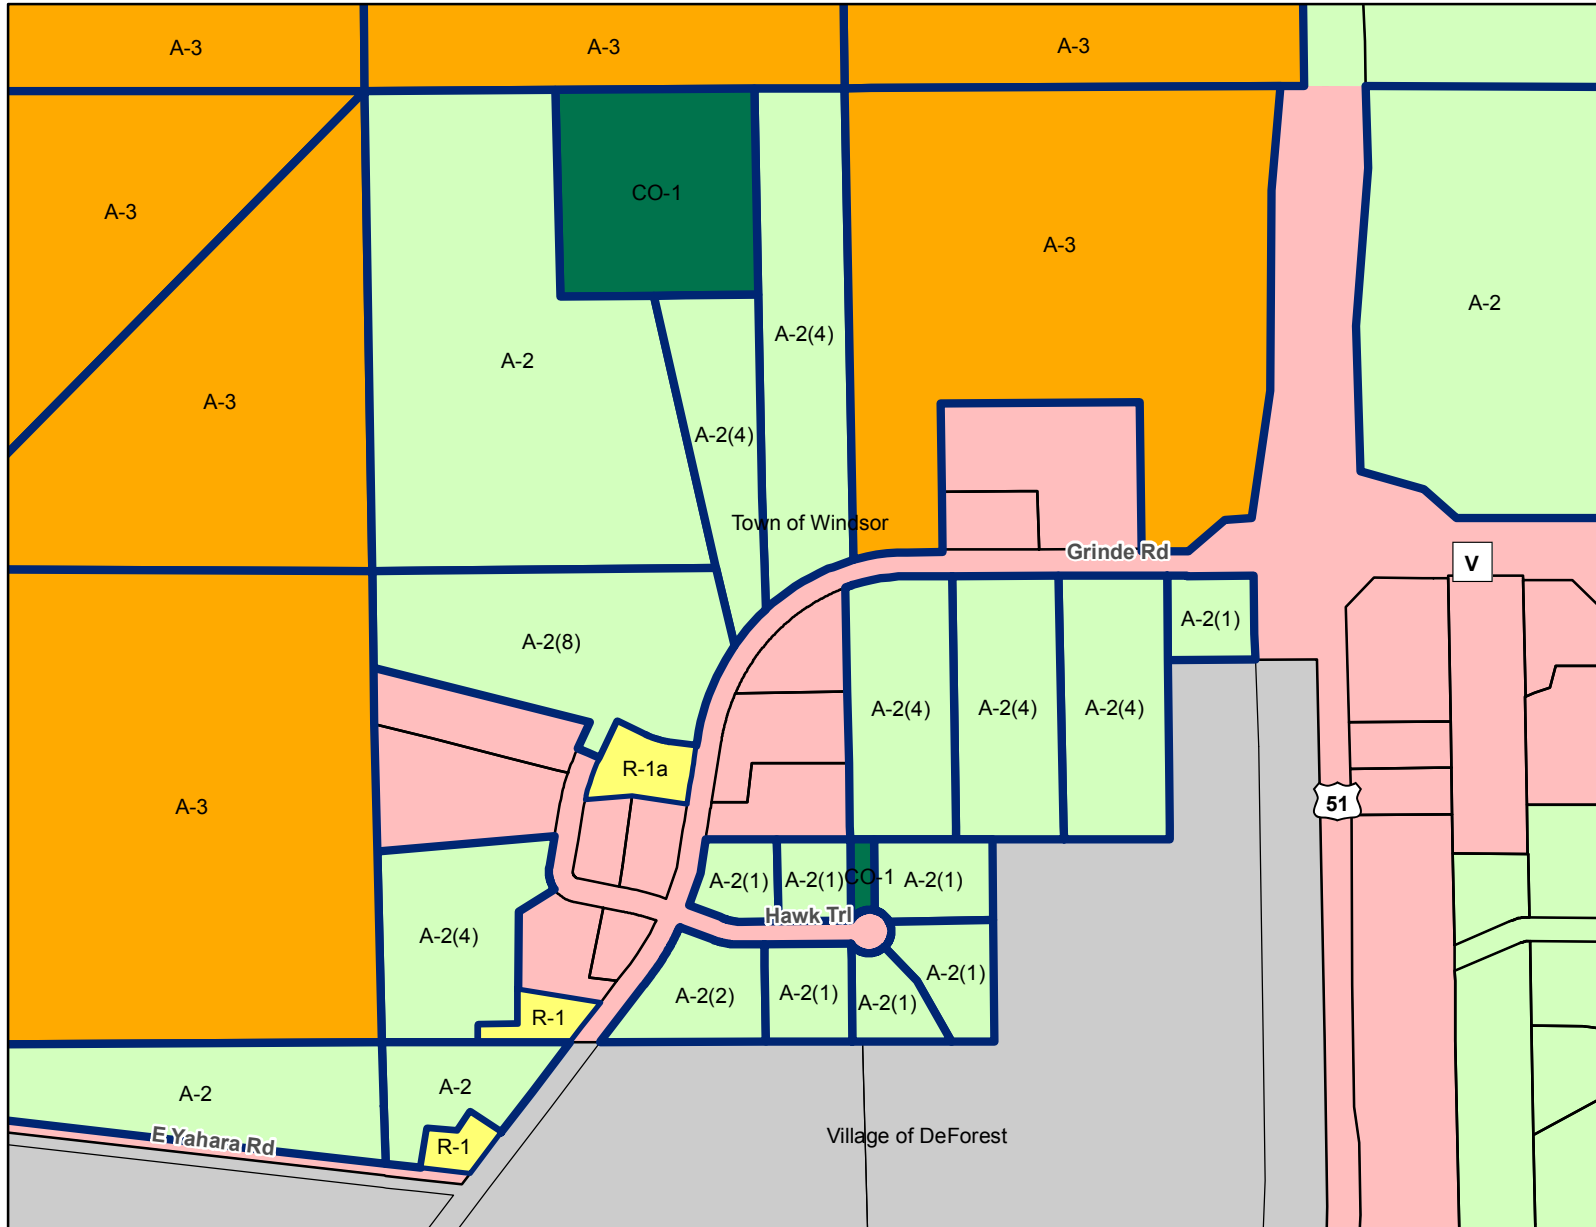 A-3
A-3
A-3
CO-1
A-3
A-3
A-2
A-2(4)
A-2
A-3
A-2(4)
Town of Windsor
Grinde Rd
V
A-2(8)
A-2(1)
A-2(4)
A-2(4)
A-2(4)
R-1a
A-3
51
A-2(1)
A-2(1)
CO-1
A-2(1)
Hawk Trl
A-2(4)
A-2(1)
A-2(2)
A-2(1)
A-2(1)
R-1
A-2
A-2
E Yahara Rd
R-1
Village of DeForest